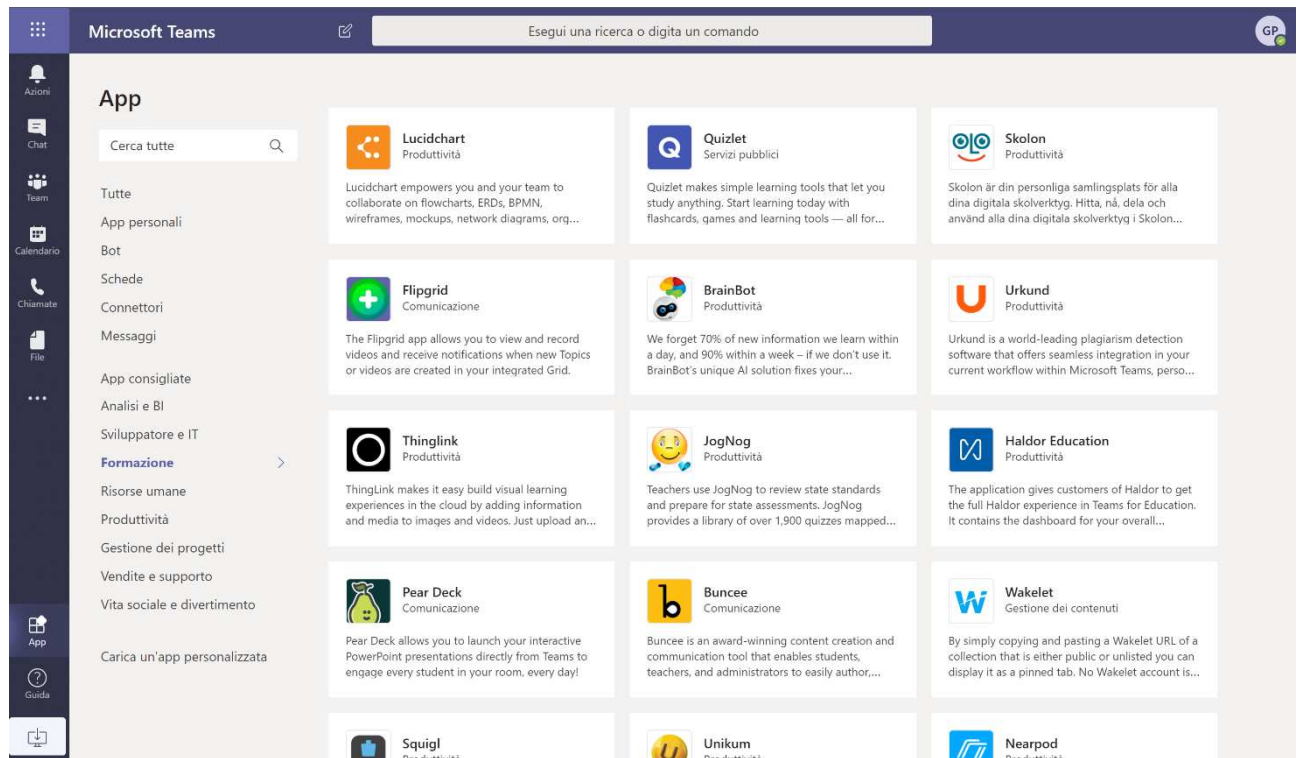 Microsoft Teams
Esegui una ricerca o digita un comando
GP
Azioni
Chat
Team
Calendario
Chiamate
File
App
Guida
App
Cerca tutte
Tutte
App personali
Bot
Schede
Connettori
Messaggi
App consigliate
Analisi e BI
Sviluppatore e IT
Formazione
Risorse umane
Produttività
Gestione dei progetti
Vendite e supporto
Vita sociale e divertimento
Carica un'app personalizzata
Lucidchart
Produttività
Lucidchart empowers you and your team to
collaborate on flowcharts, ERDs, BPMN,
wireframes, mockups, network diagrams, org...
Quizlet
Servizi pubblici
Quizlet makes simple learning tools that let you
study anything. Start learning today with
flashcards, games and learning tools — all for...
Skolon
Produttività
Skolon är din personliga samlingsplats för alla
dina digitala skolverktyg. Hitta, nå, dela och
använd alla dina digitala skolverktyg i Skolon...
Flipgrid
Comunicazione
The Flipgrid app allows you to view and record
videos and receive notifications when new Topics
or videos are created in your integrated Grid.
BrainBot
Produttività
We forget 70% of new information we learn within
a day, and 90% within a week – if we don't use it.
BrainBot's unique AI solution fixes your...
Urkund
Produttività
Urkund is a world-leading plagiarism detection
software that offers seamless integration in your
current workflow within Microsoft Teams, perso...
Thinglink
Produttività
ThingLink makes it easy build visual learning
experiences in the cloud by adding information
and media to images and videos. Just upload an...
JogNog
Produttività
Teachers use JogNog to review state standards
and prepare for state assessments. JogNog
provides a library of over 1,900 quizzes mapped...
Haldor Education
Produttività
The application gives customers of Haldor to get
the full Haldor experience in Teams for Education.
It contains the dashboard for your overall...
Pear Deck
Comunicazione
Pear Deck allows you to launch your interactive
PowerPoint presentations directly from Teams to
engage every student in your room, every day!
Buncee
Comunicazione
Buncee is an award-winning content creation and
communication tool that enables students,
teachers, and administrators to easily author,...
Wakelet
Gestione dei contenuti
By simply copying and pasting a Wakelet URL of a
collection that is either public or unlisted you can
display it as a pinned tab. No Wakelet account is...
Squigl
Unikum
Nearpod